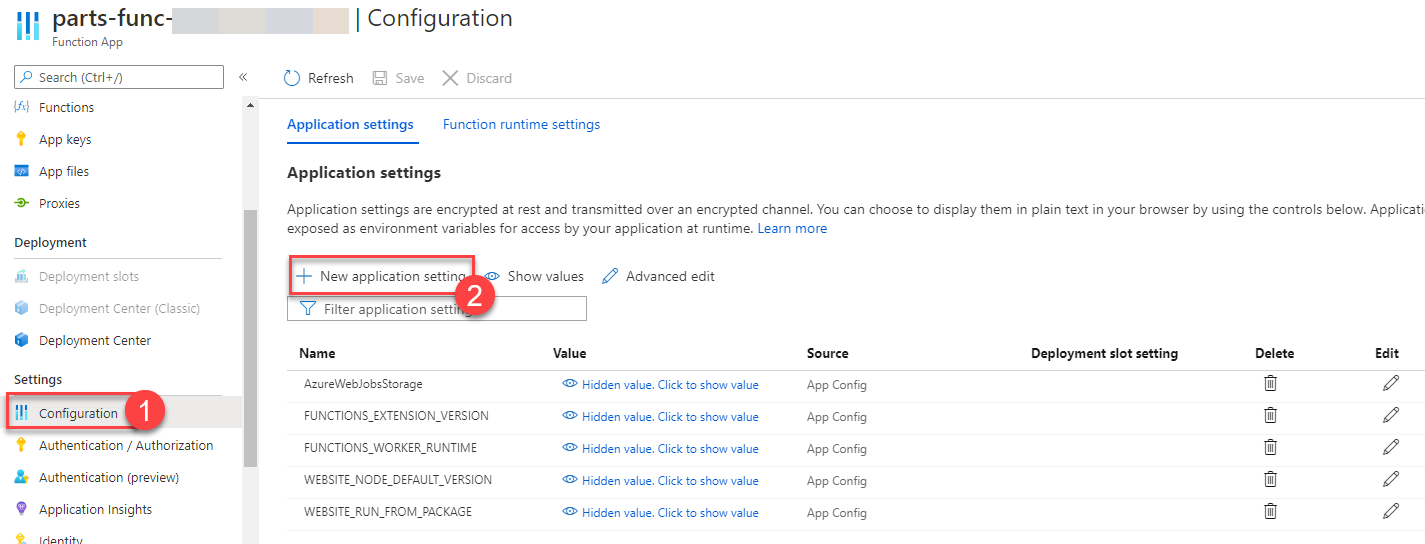 parts-func- | Configuration
Function App
Search (Ctrl+/)
«
Functions
App keys
App files
Proxies
Deployment
Deployment slots
Deployment Center (Classic)
Deployment Center
Settings
Configuration
1
Authentication / Authorization
Authentication (preview)
Application Insights
Identity
Refresh Save Discard
Application settings Function runtime settings
Application settings
Application settings are encrypted at rest and transmitted over an encrypted channel. You can choose to display them in plain text in your browser by using the controls below. Applicatio
exposed as environment variables for access by your application at runtime. Learn more
New application setting Show values Advanced edit
2
Filter application setting
Name Value Source Deployment slot setting Delete Edit
AzureWebJobsStorage Hidden value. Click to show value App Config
FUNCTIONS_EXTENSION_VERSION Hidden value. Click to show value App Config
FUNCTIONS_WORKER_RUNTIME Hidden value. Click to show value App Config
WEBSITE_NODE_DEFAULT_VERSION Hidden value. Click to show value App Config
WEBSITE_RUN_FROM_PACKAGE Hidden value. Click to show value App Config